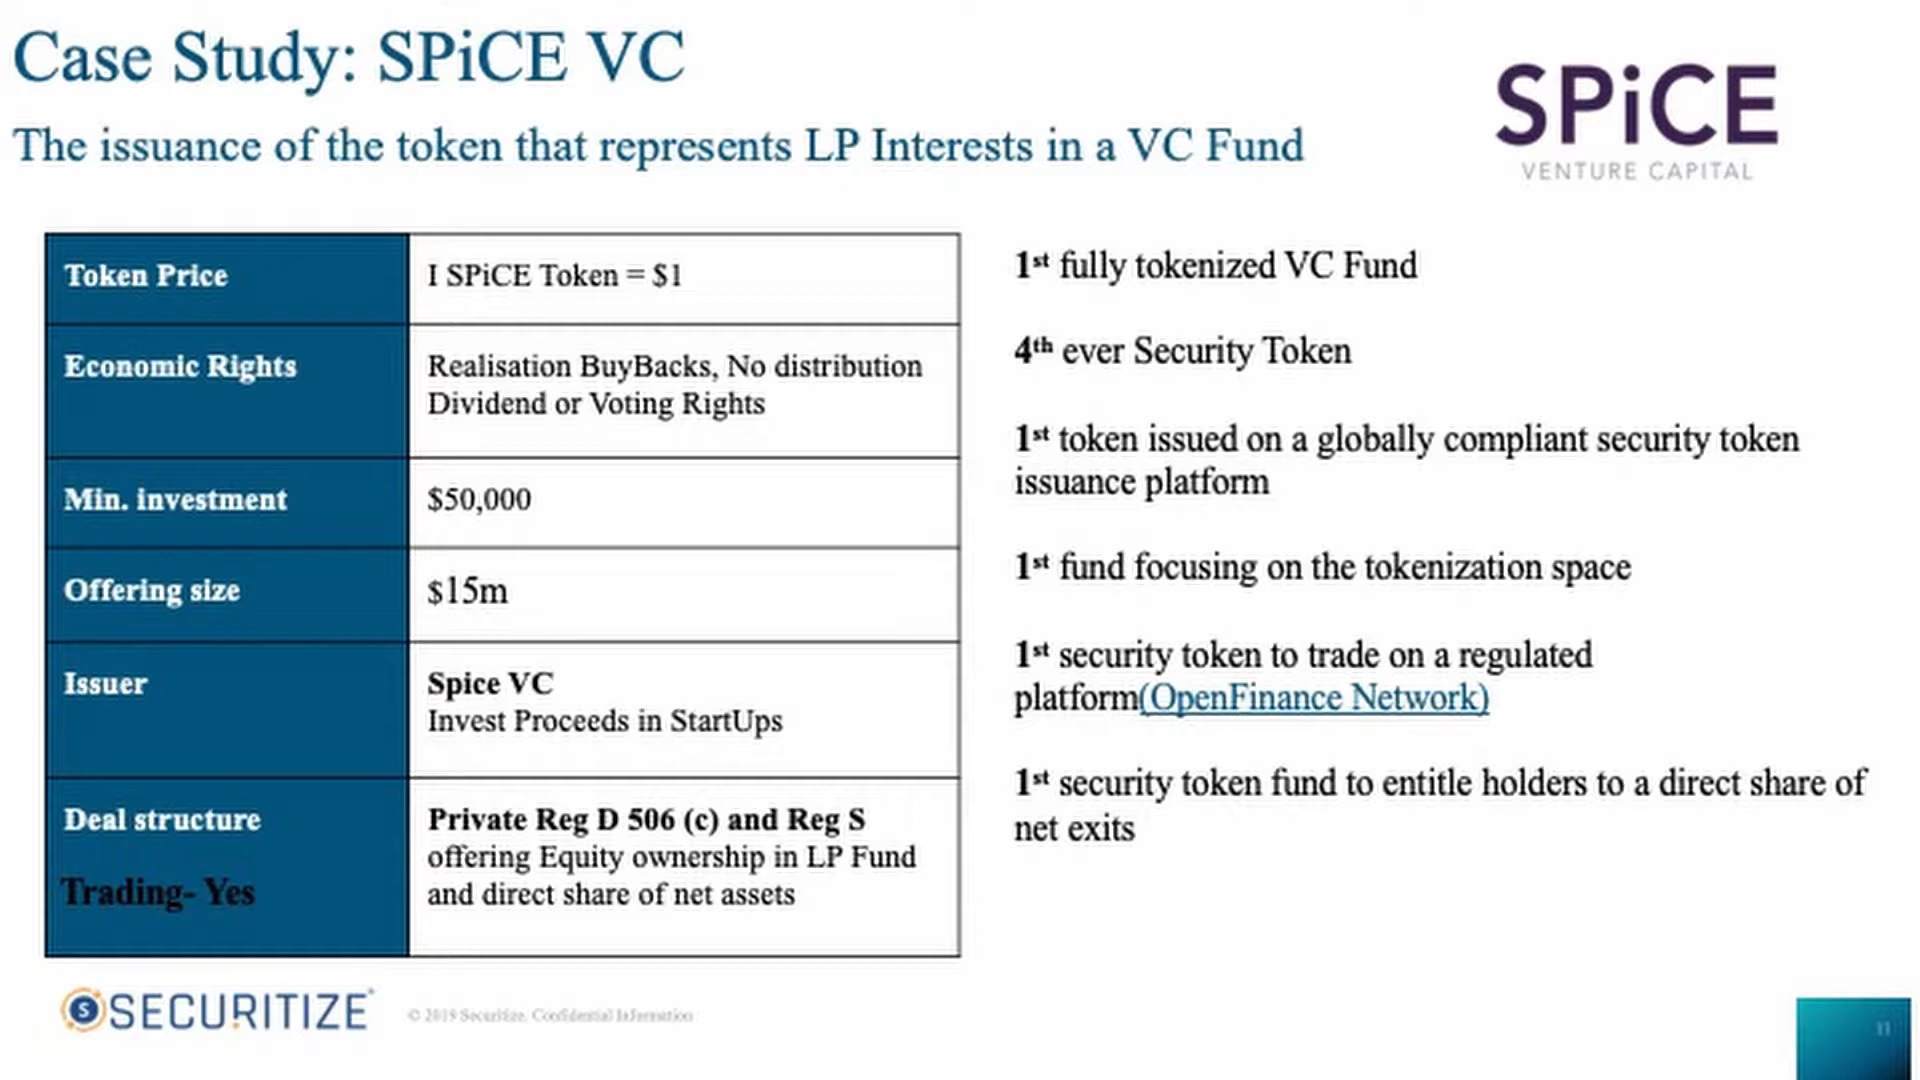 Case Study: SPiCE VC
The issuance of the token that represents LP Interests in a VC Fund
SPiCE
VENTURE CAPITAL
Token Price
I SPiCE Token = $1
Economic Rights
Realisation BuyBacks, No distribution
Dividend or Voting Rights
Min. investment
$50,000
Offering size
$15m
Issuer
Spice VC
Invest Proceeds in StartUps
Deal structure
Trading- Yes
Private Reg D 506 (c) and Reg S
offering Equity ownership in LP Fund
and direct share of net assets
1st fully tokenized VC Fund
4th ever Security Token
1st token issued on a globally compliant security token
issuance platform
1st fund focusing on the tokenization space
1st security token to trade on a regulated
platform(OpenFinance Network)
1st security token fund to entitle holders to a direct share of
net exits
S SECURITIZE
© 2019 Securitize. Confidential Information
11